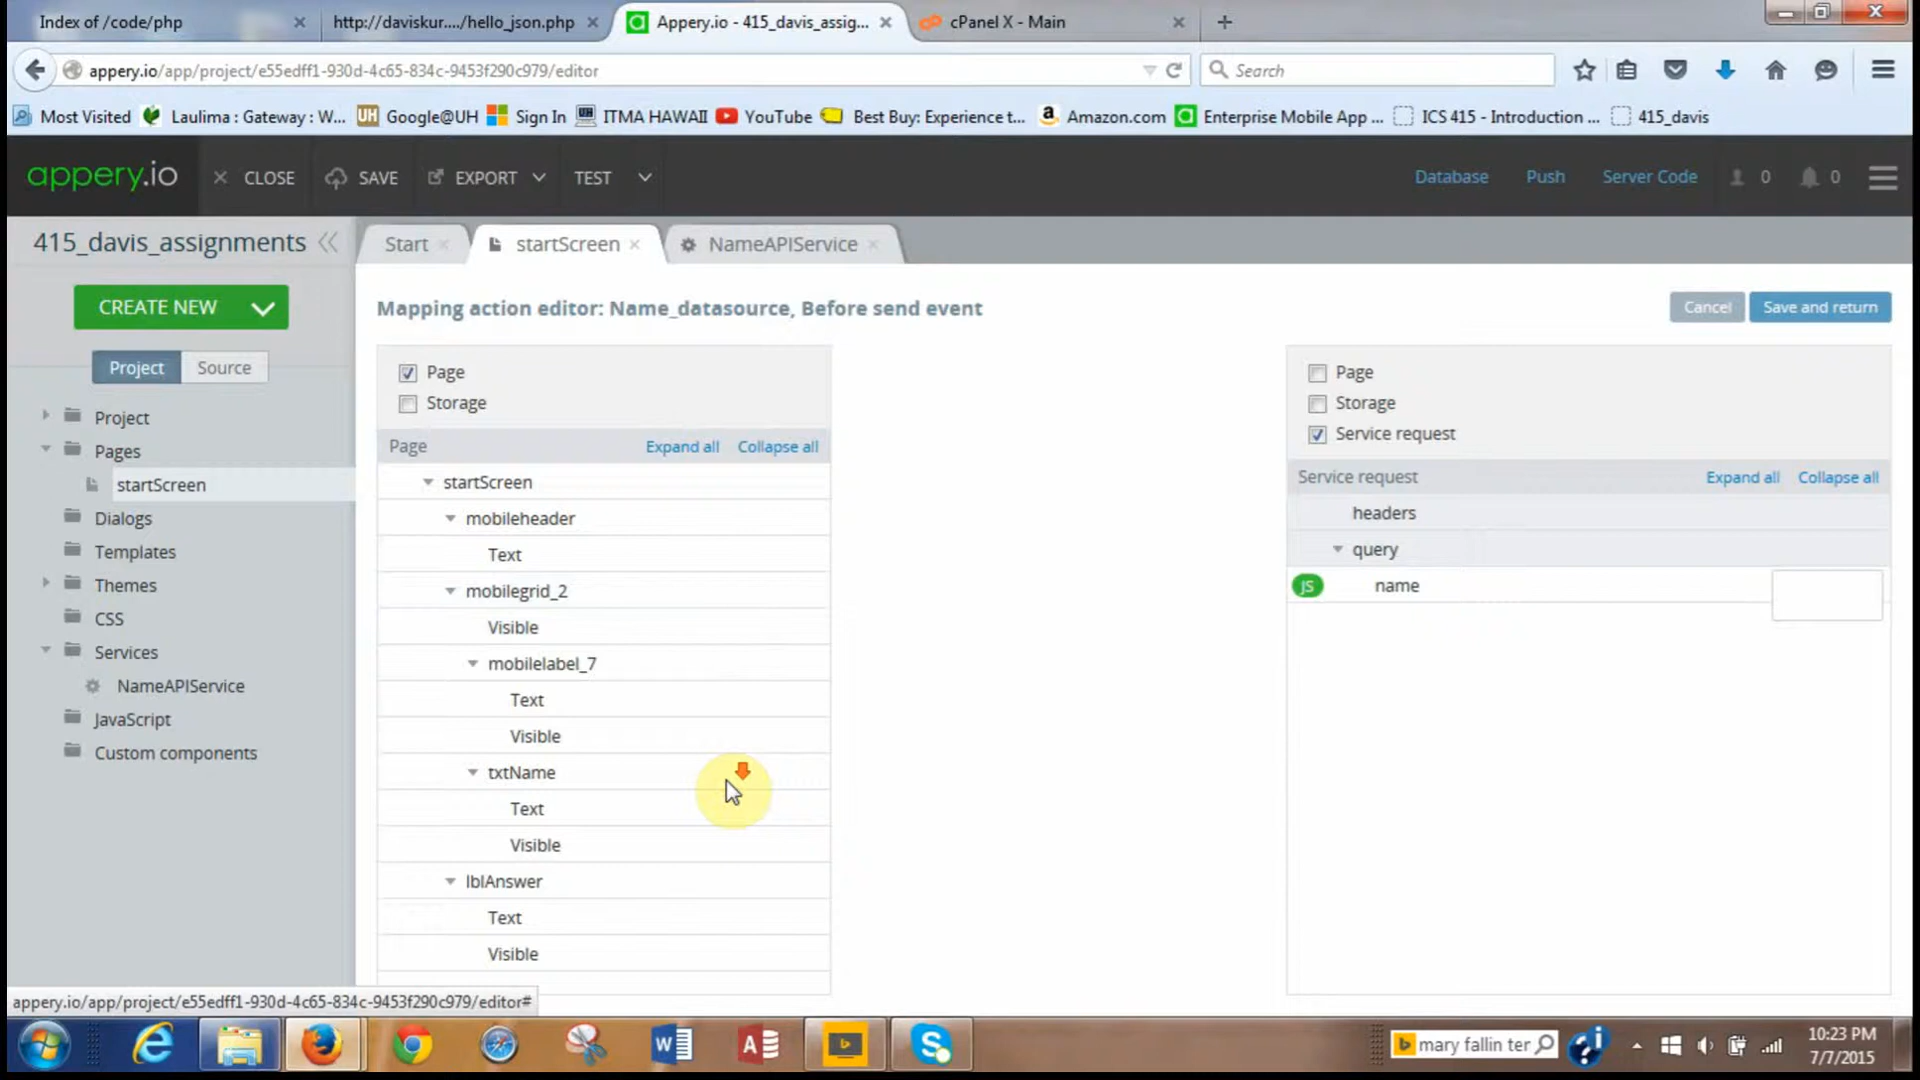 Index of /code/php
http://daviskur..../hello_json.php
Appery.io - 415_davis_assig...
cPanel X - Main
appery.io/app/project/e55edff1-930d-4c65-834c-9453f290c979/editor
Search
Most Visited
Laulima : Gateway : W...
UH
Google@UH
Sign In
ITMA HAWAII
YouTube
Best Buy: Experience t...
Amazon.com
Enterprise Mobile App ...
ICS 415 - Introduction ...
415_davis
appery.io
CLOSE
SAVE
EXPORT
TEST
Database
Push
Server Code
0
0
415_davis_assignments
Start
startScreen
NameAPIService
CREATE NEW
Mapping action editor: Name_datasource, Before send event
Cancel
Save and return
Project
Source
Project
Pages
startScreen
Dialogs
Templates
Themes
CSS
Services
NameAPIService
JavaScript
Custom components
Page
Storage
Page
Expand all
Collapse all
startScreen
mobileheader
Text
mobilegrid_2
Visible
mobilelabel_7
Text
Visible
txtName
Text
Visible
lblAnswer
Text
Visible
Page
Storage
Service request
Service request
Expand all
Collapse all
headers
query
JS
name
appery.io/app/project/e55edff1-930d-4c65-834c-9453f290c979/editor#
mary fallin ter
10:23 PM
7/7/2015